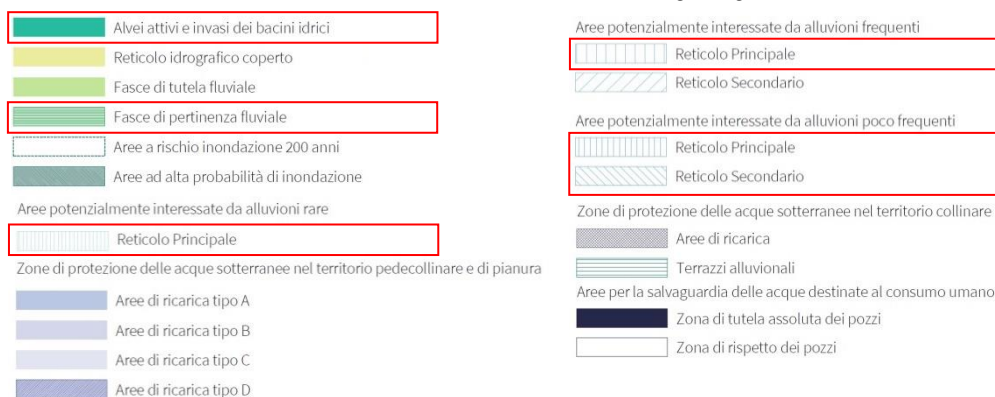 Alvei attivi e invasi dei bacini idrici
Reticolo idrografico coperto
Fasce di tutela fluviale
Fasce di pertinenza fluviale
Aree a rischio inondazione 200 anni
Aree ad alta probabilità di inondazione
Aree potenzialmente interessate da alluvioni rare
Reticolo Principale
Zone di protezione delle acque sotterranee nel territorio pedecollinare e di pianura
Aree di ricarica tipo A
Aree di ricarica tipo B
Aree di ricarica tipo C
Aree di ricarica tipo D
Aree potenzialmente interessate da alluvioni frequenti
Reticolo Principale
Reticolo Secondario
Aree potenzialmente interessate da alluvioni poco frequenti
Reticolo Principale
Reticolo Secondario
Zone di protezione delle acque sotterranee nel territorio collinare
Aree di ricarica
Terrazzi alluvionali
Aree per la salvaguardia delle acque destinate al consumo umano
Zona di tutela assoluta dei pozzi
Zona di rispetto dei pozzi